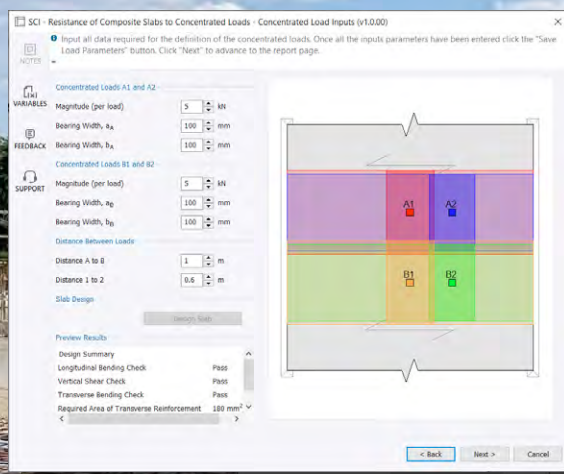 SCI - Resistance of Composite Slabs to Concentrated Loads - Concentrated Load Inputs (v1.0.00)
Input all data required for the definition of the concentrated loads. Once all the inputs parameters have been entered click the "Save
Load Parameters" button. Click "Next" to advance to the report page.
NOTES
VARIABLES
FEEDBACK
SUPPORT
Concentrated Loads A1 and A2
Magnitude (per load) 5 kN
Bearing Width, aA 100 mm
Bearing Width, bA 100 mm
Concentrated Loads B1 and B2
Magnitude (per load) 5 kN
Bearing Width, aB 100 mm
Bearing Width, bB 100 mm
Distance Between Loads
Distance A to B 1 m
Distance 1 to 2 0.6 m
Slab Design
Design Slab
Preview Results
Design Summary
Longitudinal Bending Check Pass
Vertical Shear Check Pass
Transverse Bending Check Pass
Required Area of Transverse Reinforcement 180 mm²
A1 A2
B1 B2
< Back Next > Cancel